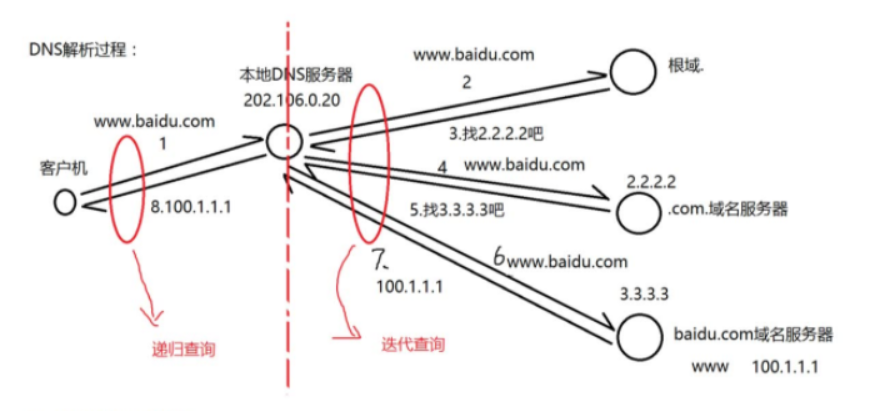 DNS解析过程：
本地DNS服务器
202.106.0.20
www.baidu.com
1
客户机
8.100.1.1.1
递归查询
www.baidu.com
2
3.找2.2.2.2吧
根域.
4 www.baidu.com
5.找3.3.3.3吧
2.2.2.2
.com.域名服务器
7、
100.1.1.1
6 www.baidu.com
迭代查询
3.3.3.3
baidu.com域名服务器
www 100.1.1.1